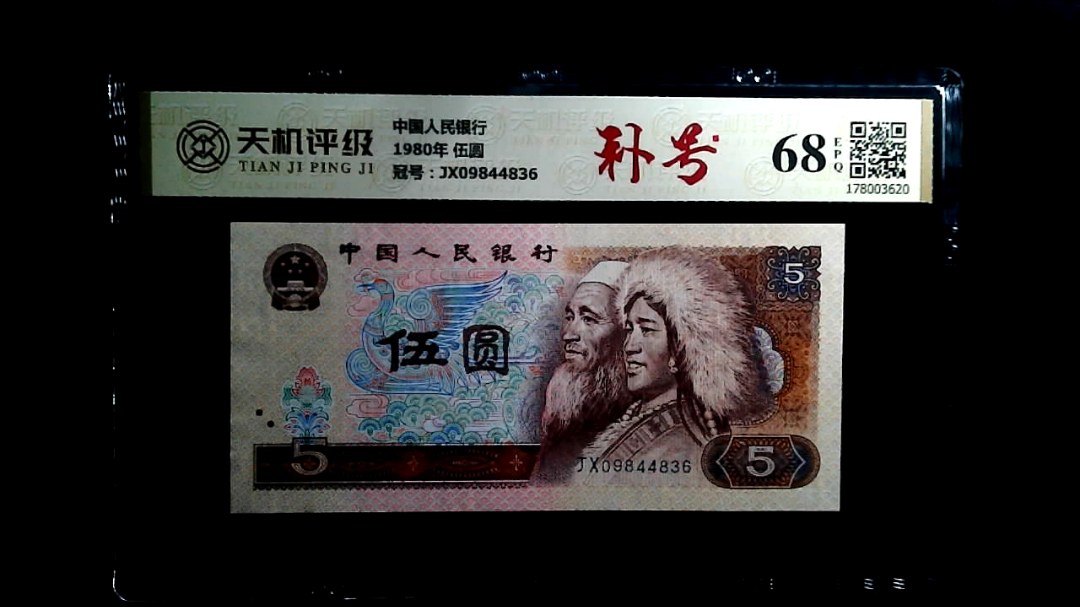 天机评级
TIAN JI PING JI
中国人民银行
1980年 伍圆
冠号：JX09844836
补号
68
EPQ
178003620
中国人民银行
5
伍圆
5
JX09844836
5